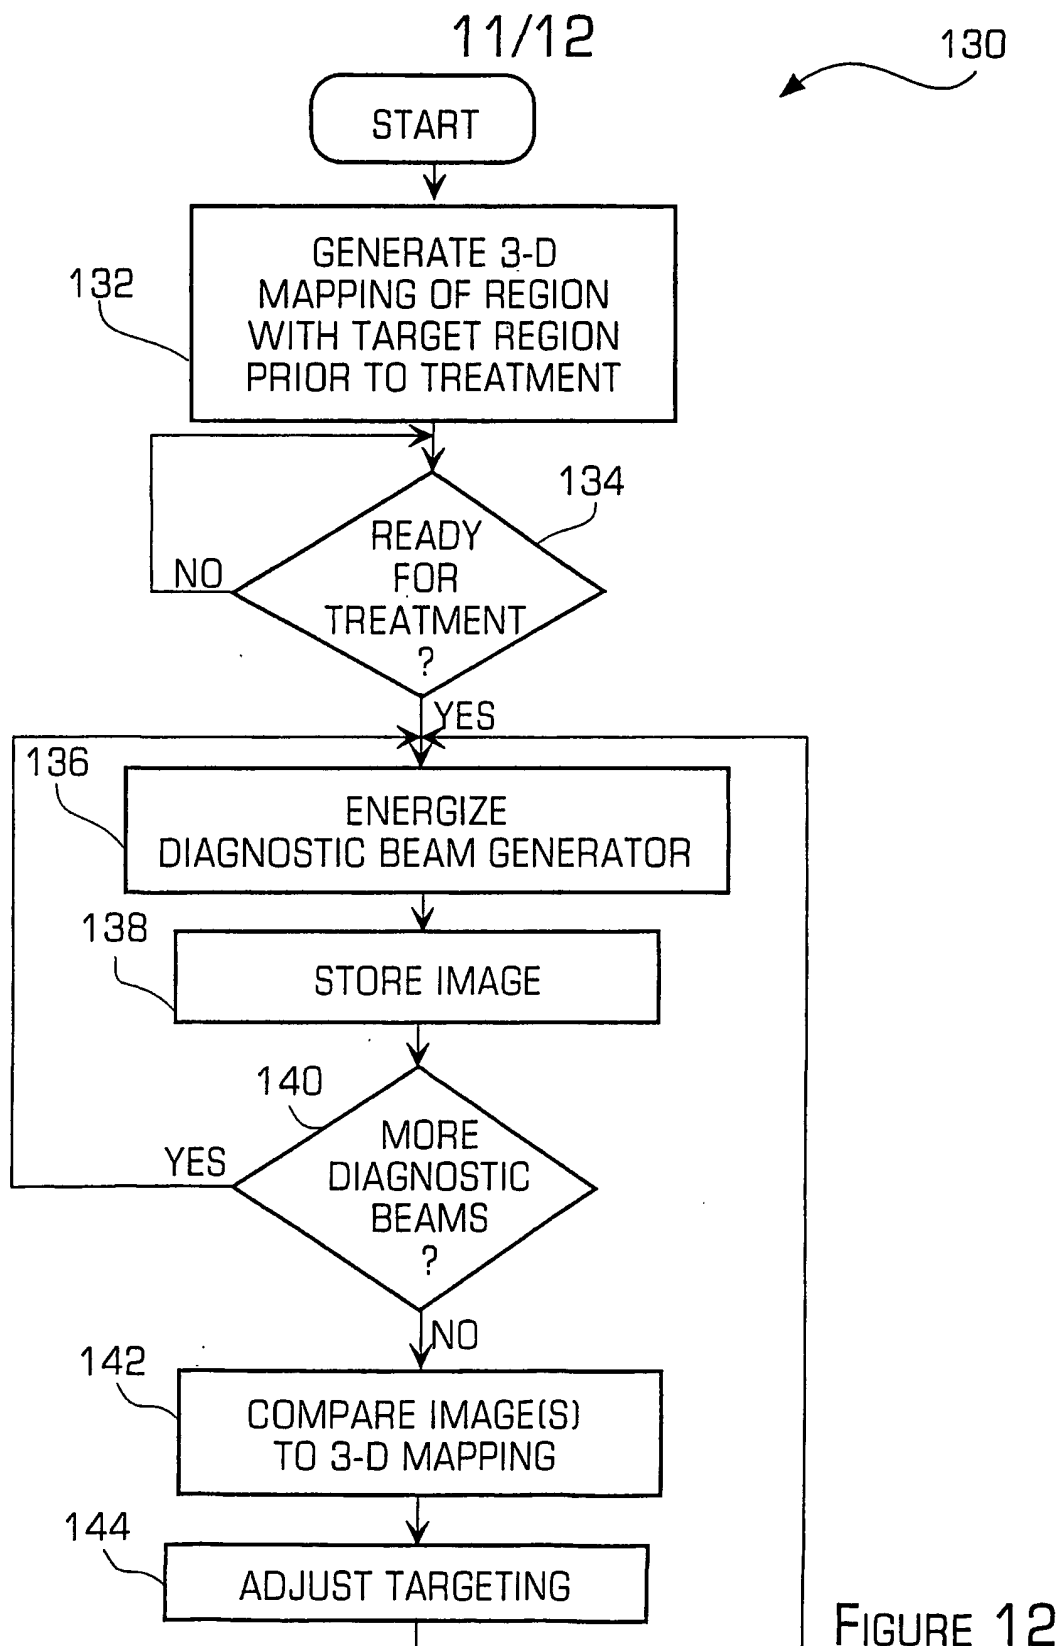 11/12
130
START
132
GENERATE 3-D
MAPPING OF REGION
WITH TARGET REGION
PRIOR TO TREATMENT
134
READY
FOR
TREATMENT
?
NO
YES
136
ENERGIZE
DIAGNOSTIC BEAM GENERATOR
138
STORE IMAGE
140
MORE
DIAGNOSTIC
BEAMS
?
YES
NO
142
COMPARE IMAGE(S)
TO 3-D MAPPING
144
ADJUST TARGETING
FIGURE 12